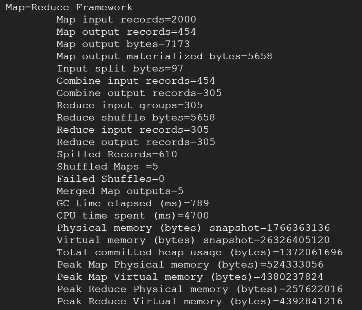 Map-Reduce Framework
Map input records=2000
Map output records=454
Map output bytes=7173
Map output materialized bytes=5658
Input split bytes=97
Combine input records=454
Combine output records=305
Reduce input groups=305
Reduce shuffle bytes=5658
Reduce input records=305
Reduce output records=305
Spilled Records=610
Shuffled Maps =5
Failed Shuffles=0
Merged Map outputs=5
GC time elapsed (ms)=789
CPU time spent (ms)=4700
Physical memory (bytes) snapshot=1766363136
Virtual memory (bytes) snapshot=26326405120
Total committed heap usage (bytes)=1372061696
Peak Map Physical memory (bytes)=524333056
Peak Map Virtual memory (bytes)=4380237824
Peak Reduce Physical memory (bytes)=257622016
Peak Reduce Virtual memory (bytes)=4392841216